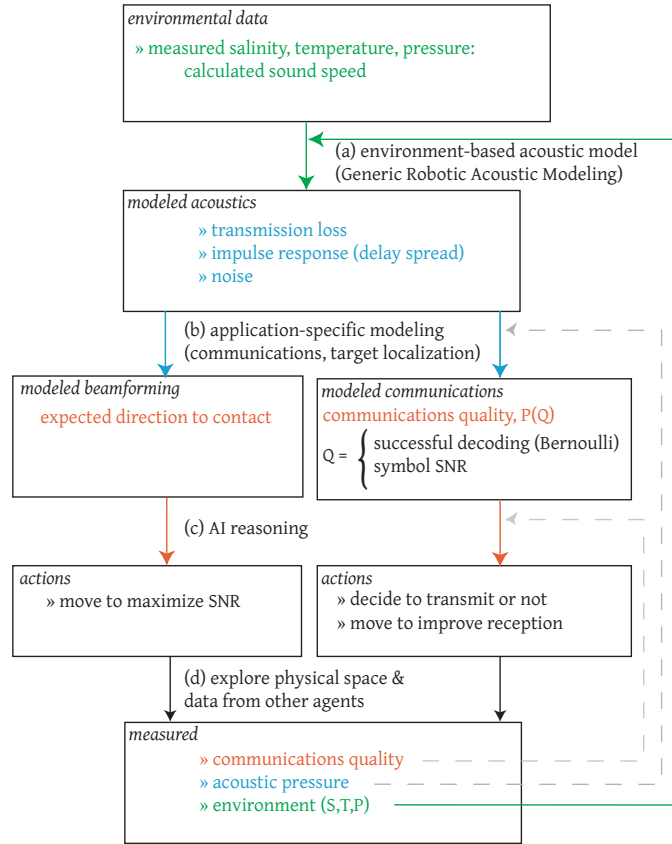 environmental data
» measured salinity, temperature, pressure:
calculated sound speed
(a) environment-based acoustic model
(Generic Robotic Acoustic Modeling)
modeled acoustics
» transmission loss
» impulse response (delay spread)
» noise
(b) application-specific modeling
(communications, target localization)
modeled beamforming
expected direction to contact
modeled communications
communications quality, P(Q)
Q = { successful decoding (Bernoulli)
symbol SNR
(c) AI reasoning
actions
» move to maximize SNR
actions
» decide to transmit or not
» move to improve reception
(d) explore physical space &
data from other agents
measured
» communications quality
» acoustic pressure
» environment (S,T,P)